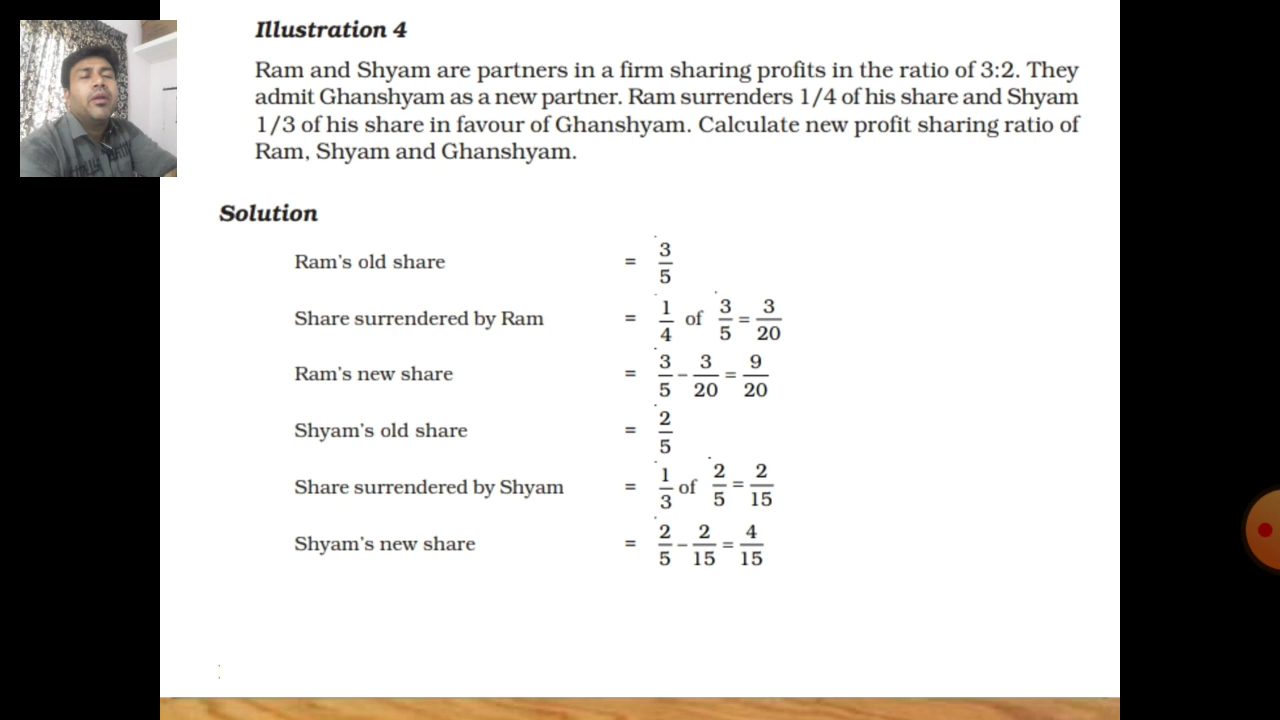 Illustration 4
Ram and Shyam are partners in a firm sharing profits in the ratio of 3:2. They
admit Ghanshyam as a new partner. Ram surrenders 1/4 of his share and Shyam
1/3 of his share in favour of Ghanshyam. Calculate new profit sharing ratio of
Ram, Shyam and Ghanshyam.
Solution
Ram's old share = 3/5
Share surrendered by Ram = 1/4 of 3/5 = 3/20
Ram's new share = 3/5 – 3/20 = 9/20
Shyam's old share = 2/5
Share surrendered by Shyam = 1/3 of 2/5 = 2/15
Shyam's new share = 2/5 – 2/15 = 4/15